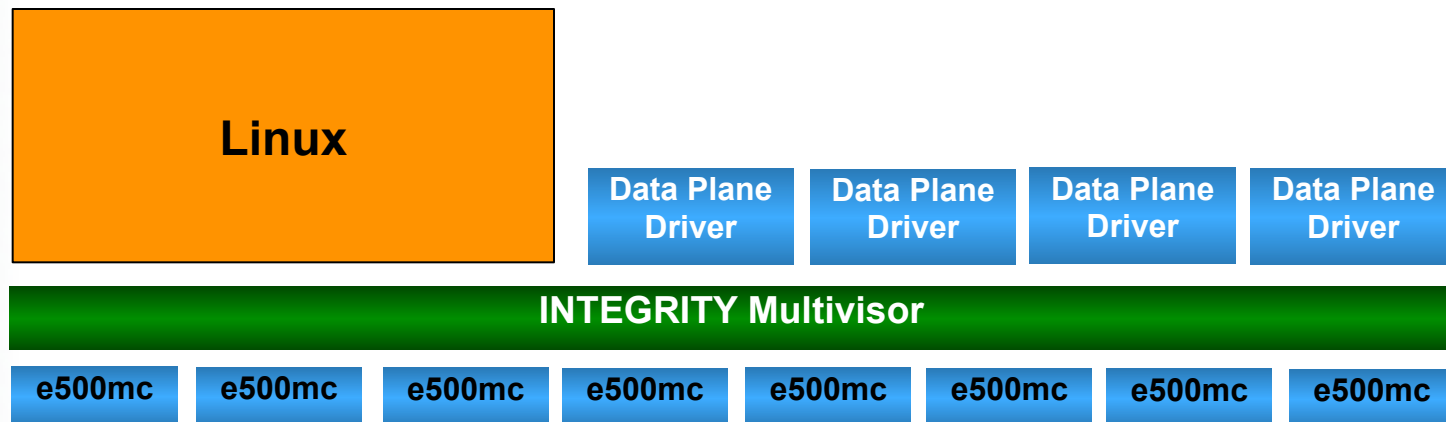 Linux
Data Plane
Driver
Data Plane
Driver
Data Plane
Driver
Data Plane
Driver
INTEGRITY Multivisor
e500mc
e500mc
e500mc
e500mc
e500mc
e500mc
e500mc
e500mc